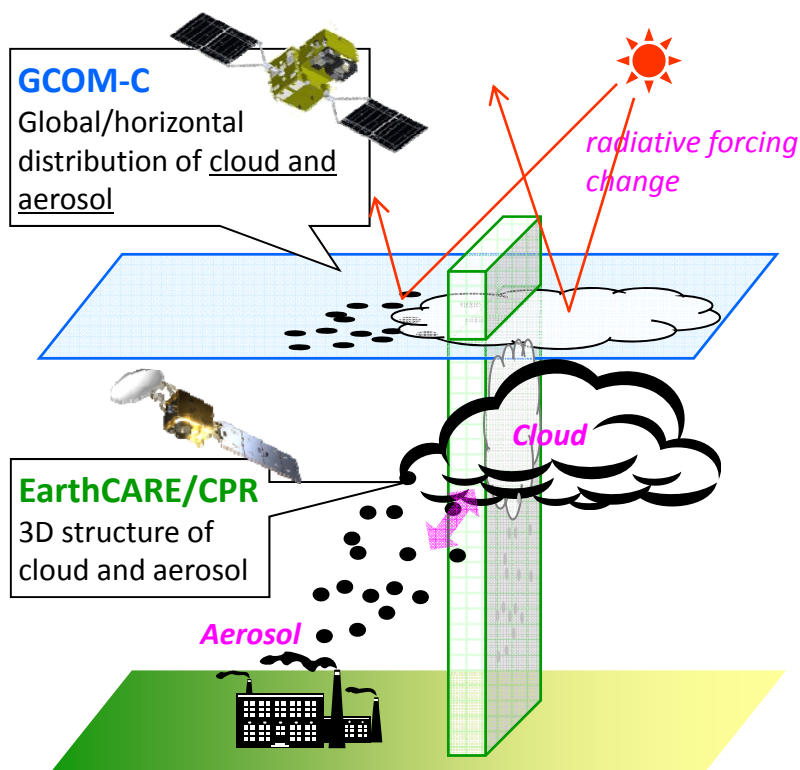 GCOM-C
Global/horizontal
distribution of cloud and
aerosol
radiative forcing
change
Cloud
EarthCARE/CPR
3D structure of
cloud and aerosol
Aerosol